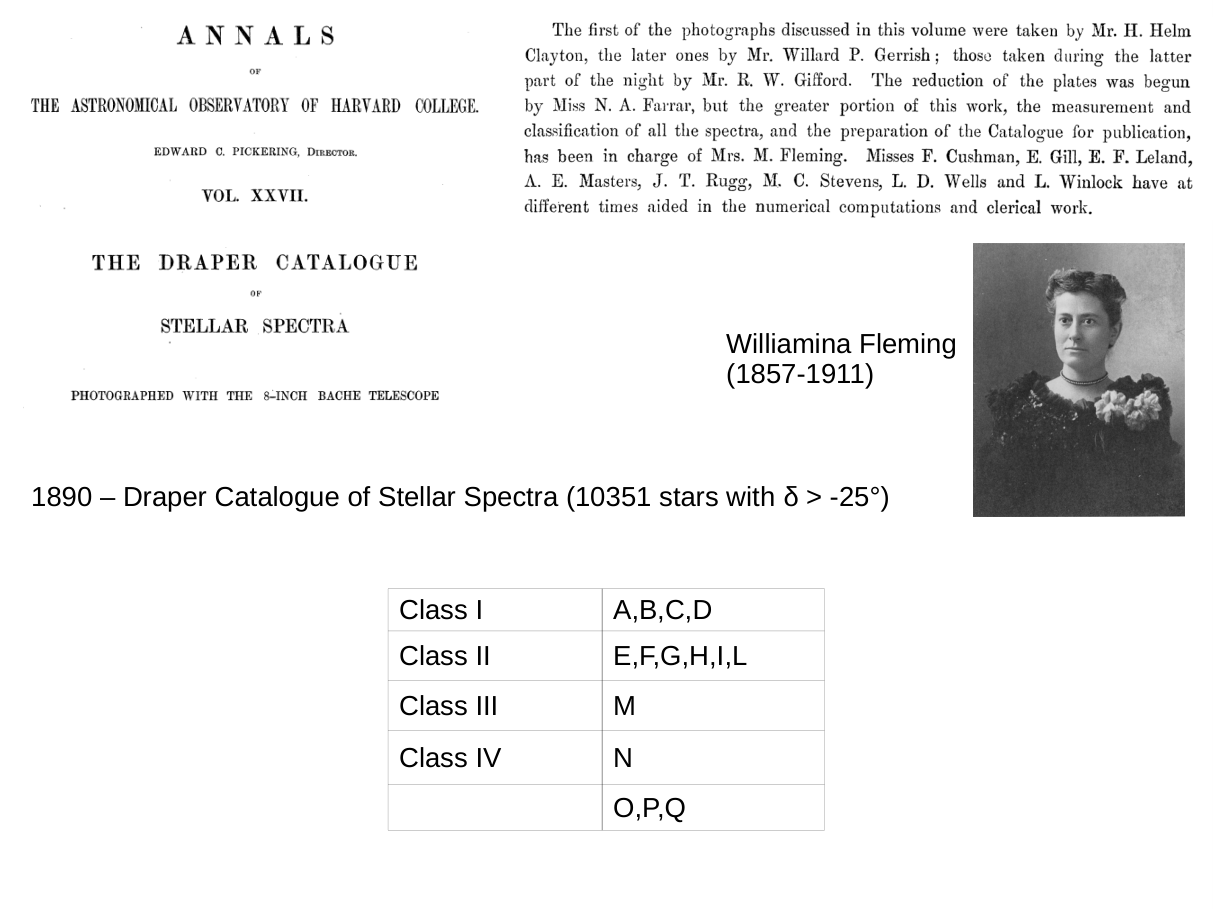 ANNALS
OF
THE ASTRONOMICAL OBSERVATORY OF HARVARD COLLEGE.
EDWARD C. PICKERING, DIRECTOR.
VOL. XXVII.
THE DRAPER CATALOGUE
OF
STELLAR SPECTRA
PHOTOGRAPHED WITH THE 8-INCH BACHE TELESCOPE
The first of the photographs discussed in this volume were taken by Mr. H. Helm
Clayton, the later ones by Mr. Willard P. Gerrish; those taken during the latter
part of the night by Mr. R. W. Gifford. The reduction of the plates was begun
by Miss N. A. Farrar, but the greater portion of this work, the measurement and
classification of all the spectra, and the preparation of the Catalogue for publication,
has been in charge of Mrs. M. Fleming. Misses F. Cushman, E. Gill, E. F. Leland,
A. E. Masters, J. T. Rugg, M. C. Stevens, L. D. Wells and L. Winlock have at
different times aided in the numerical computations and clerical work.
Williamina Fleming
(1857-1911)
1890 – Draper Catalogue of Stellar Spectra (10351 stars with δ > -25°)
Class I A,B,C,D
Class II E,F,G,H,I,L
Class III M
Class IV N
O,P,Q